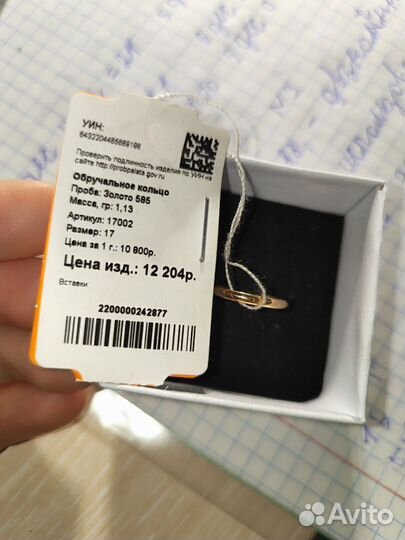 УИН:
6432204465869198
Проверить подлинность изделия по УИН на
сайте http://probpalata.gov.ru
Обручальное кольцо
Проба: Золото 585
Масса, гр: 1,13
Артикул: 17002
Размер: 17
Цена за 1 г.: 10 800р.
Цена изд.: 12 204р.
Вставки
2200000242877
Avito